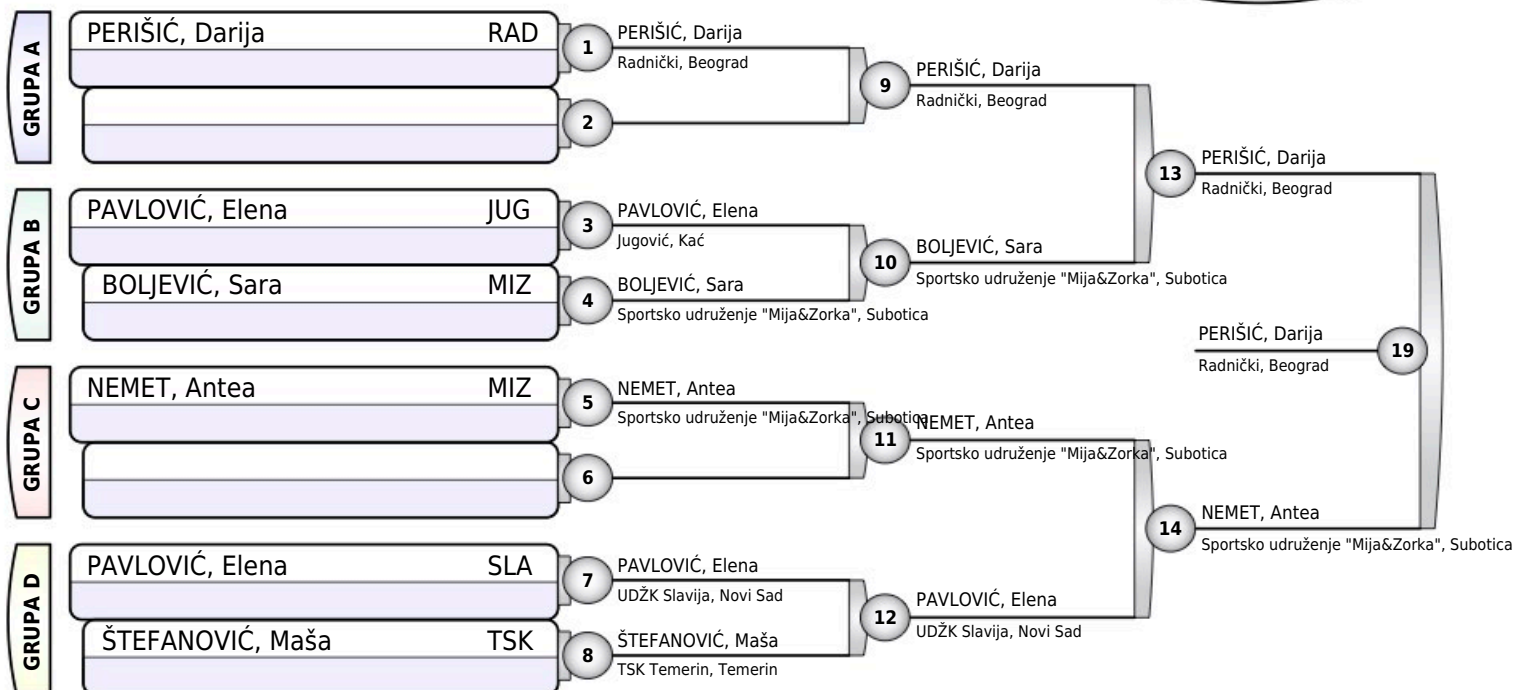 GRUPA A
PERIŠIĆ, Darija RAD
1
PERIŠIĆ, Darija
Radnički, Beograd
2
9
PERIŠIĆ, Darija
Radnički, Beograd
GRUPA B
PAVLOVIĆ, Elena JUG
3
PAVLOVIĆ, Elena
Jugović, Kać
BOLJEVIĆ, Sara MIZ
4
BOLJEVIĆ, Sara
Sportsko udruženje "Mija&Zorka", Subotica
10
BOLJEVIĆ, Sara
Sportsko udruženje "Mija&Zorka", Subotica
13
PERIŠIĆ, Darija
Radnički, Beograd
GRUPA C
NEMET, Antea MIZ
5
NEMET, Antea
Sportsko udruženje "Mija&Zorka", Subotica
6
11
NEMET, Antea
Sportsko udruženje "Mija&Zorka", Subotica
GRUPA D
PAVLOVIĆ, Elena SLA
7
PAVLOVIĆ, Elena
UDŽK Slavija, Novi Sad
ŠTEFANOVIĆ, Maša TSK
8
ŠTEFANOVIĆ, Maša
TSK Temerin, Temerin
12
PAVLOVIĆ, Elena
UDŽK Slavija, Novi Sad
14
NEMET, Antea
Sportsko udruženje "Mija&Zorka", Subotica
PERIŠIĆ, Darija
Radnički, Beograd
19